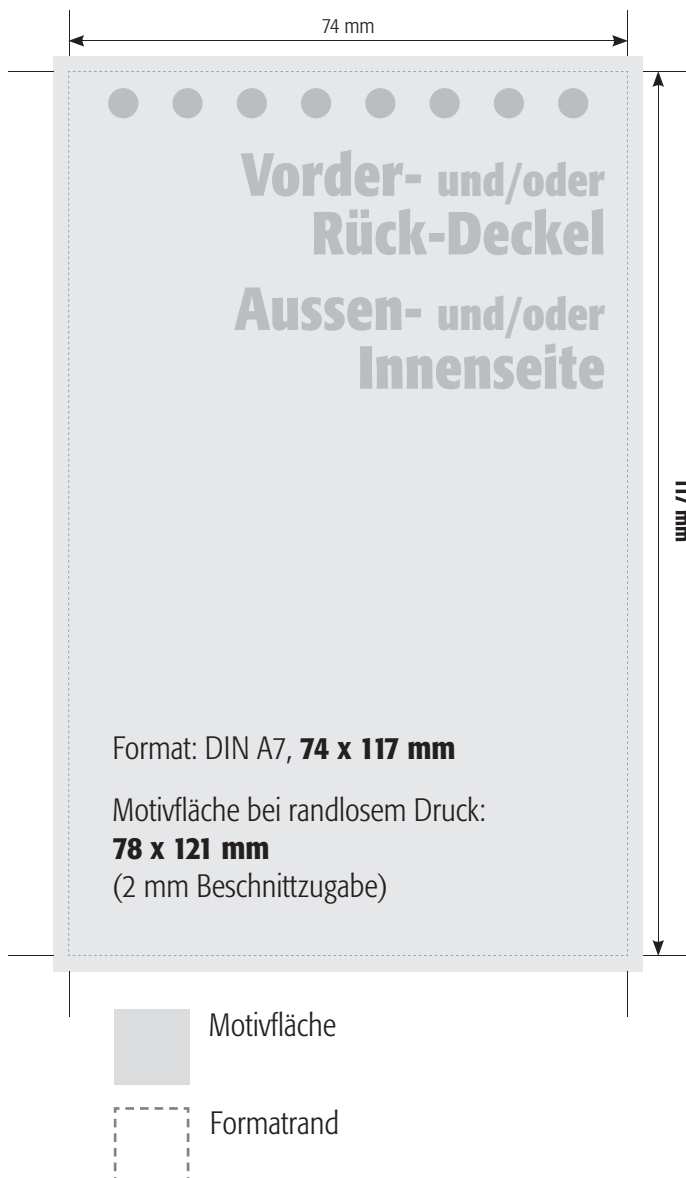 74 mm
Vorder- und/oder
Rück-Deckel
Aussen- und/oder
Innenseite
117 mm
Format: DIN A7, 74 x 117 mm
Motivfläche bei randlosem Druck:
78 x 121 mm
(2 mm Beschnittzugabe)
Motivfläche
Formatrand